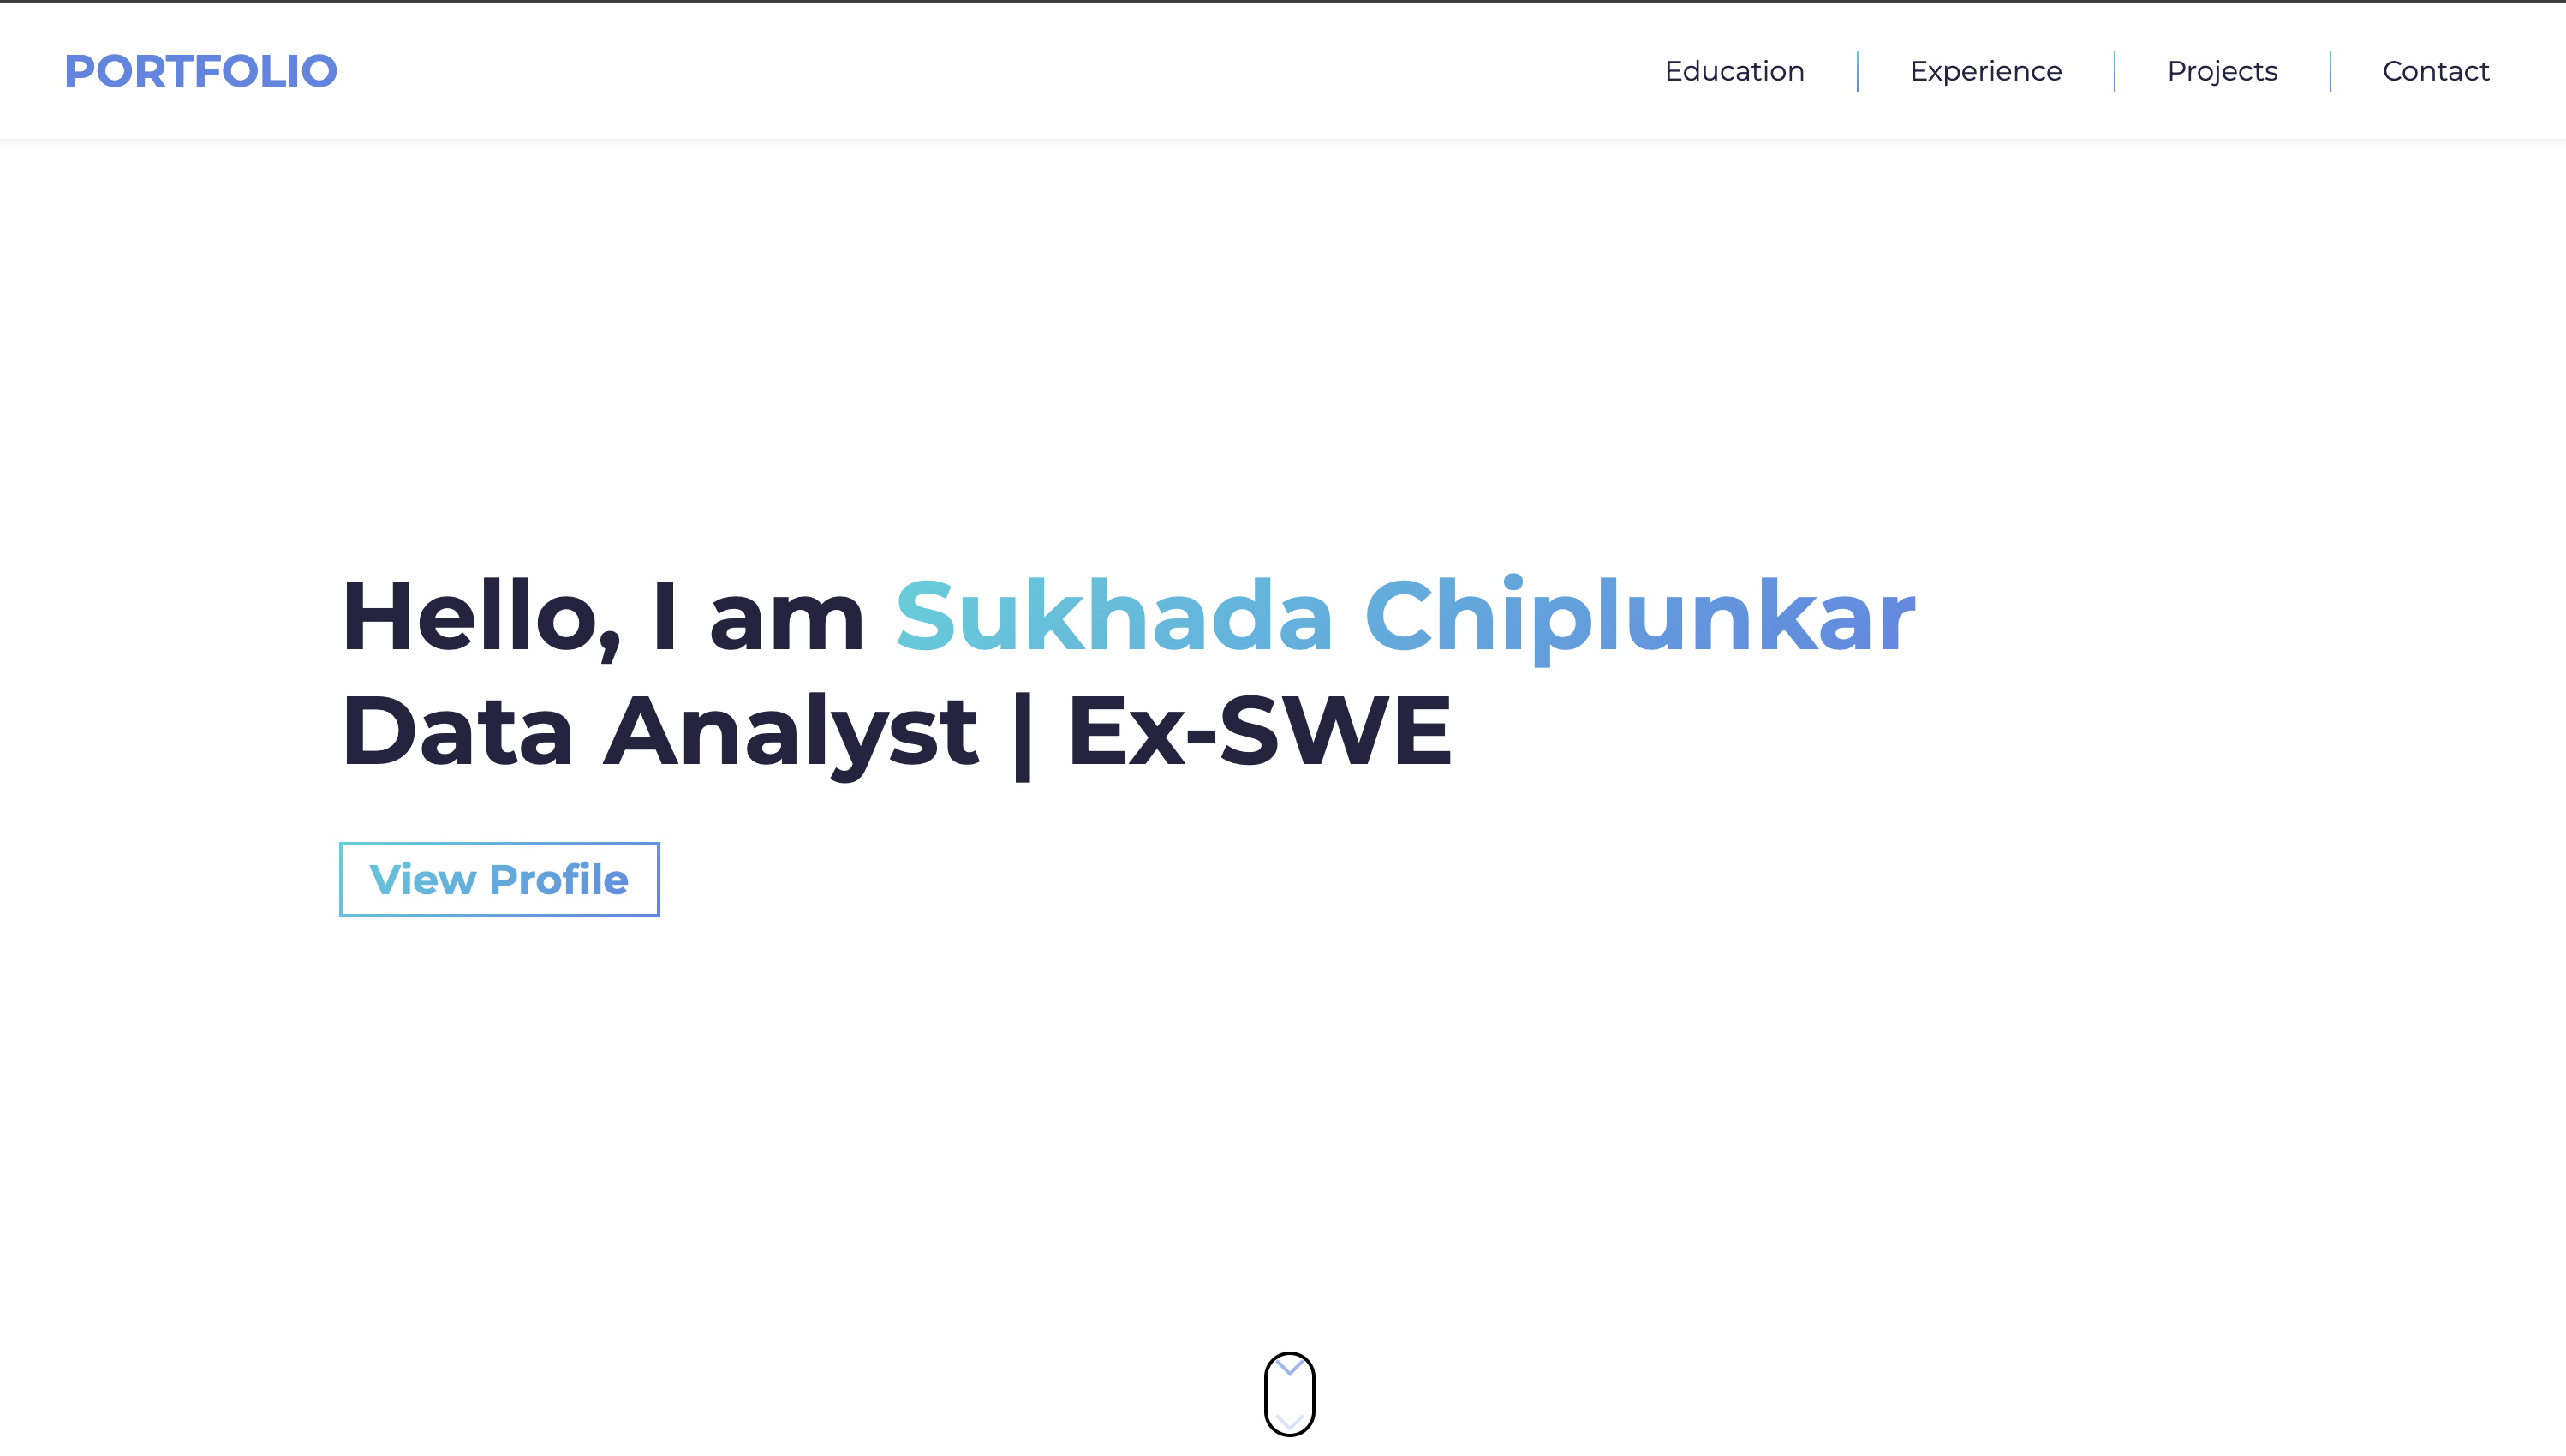 PORTFOLIO
Education
Experience
Projects
Contact
Hello, I am Sukhada Chiplunkar
Data Analyst | Ex-SWE
View Profile